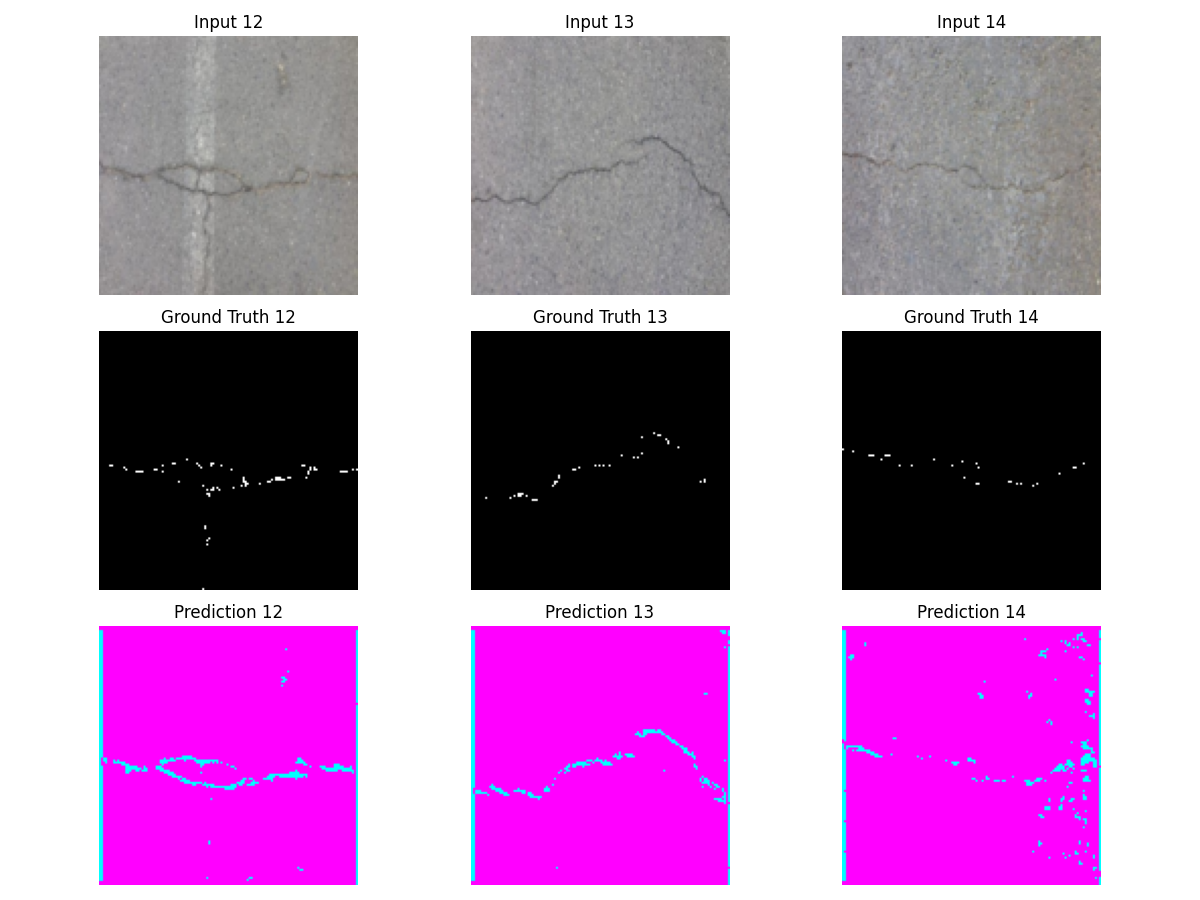 Input 12
Input 13
Input 14
Ground Truth 12
Ground Truth 13
Ground Truth 14
Prediction 12
Prediction 13
Prediction 14